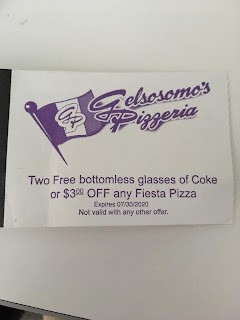 Gelsosomo's
GP
Pizzeria
Two Free bottomless glasses of Coke
or $3.00 OFF any Fiesta Pizza
Expires 07/30/2020
Not valid with any other offer.